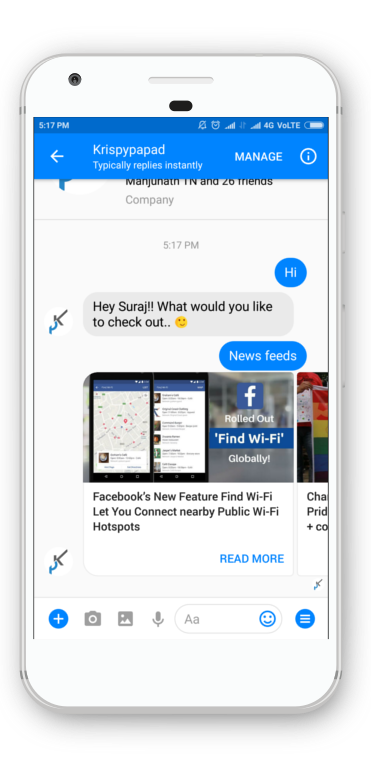 5:17 PM
4G VoLTE
Krispypapad
Typically replies instantly
MANAGE
Manjunath TN and 26 friends
Company
5:17 PM
Hi
Hey Suraj!! What would you like
to check out..
News feeds
Rolled Out
'Find Wi-Fi'
Globally!
Facebook's New Feature Find Wi-Fi
Let You Connect nearby Public Wi-Fi
Hotspots
READ MORE
Cha
Prid
+ co
Aa